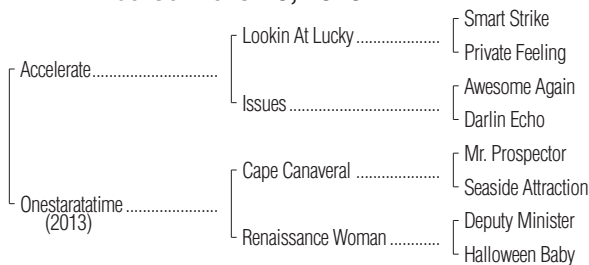 Smart Strike
Lookin At Lucky ....................
Private Feeling
Accelerate..............................
Awesome Again
Issues ....................................
Darlin Echo
Mr. Prospector
Cape Canaveral ....................
Seaside Attraction
Onestaratatime ......................
(2013)
Deputy Minister
Renaissance Woman ............
Halloween Baby